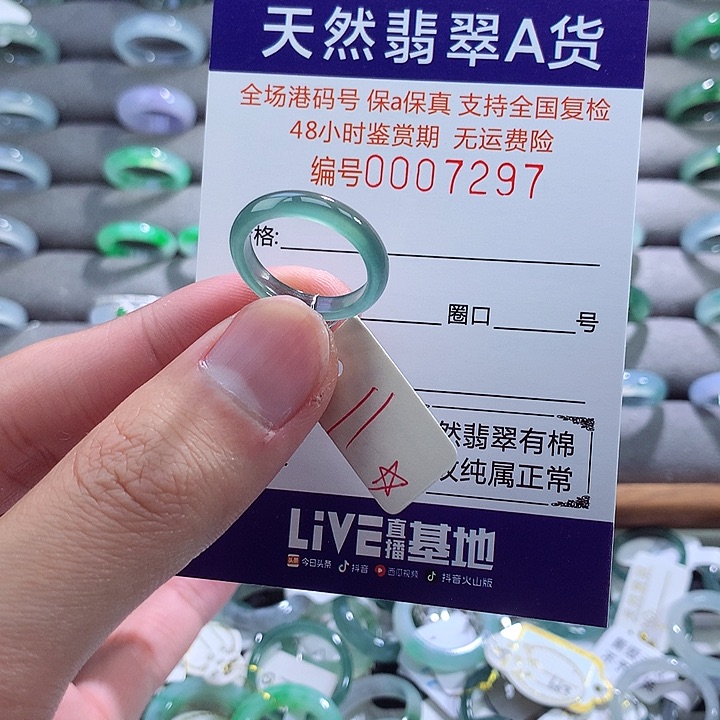 天然翡翠A货
全场港码号 保a保真 支持全国复检
48小时鉴赏期 无运费险
编号0007297
格:
圈口 号
11
然翡翠有棉
纹纯属正常
LiVE直播基地
头条 今日头条 抖音 西瓜视频 抖音火山版